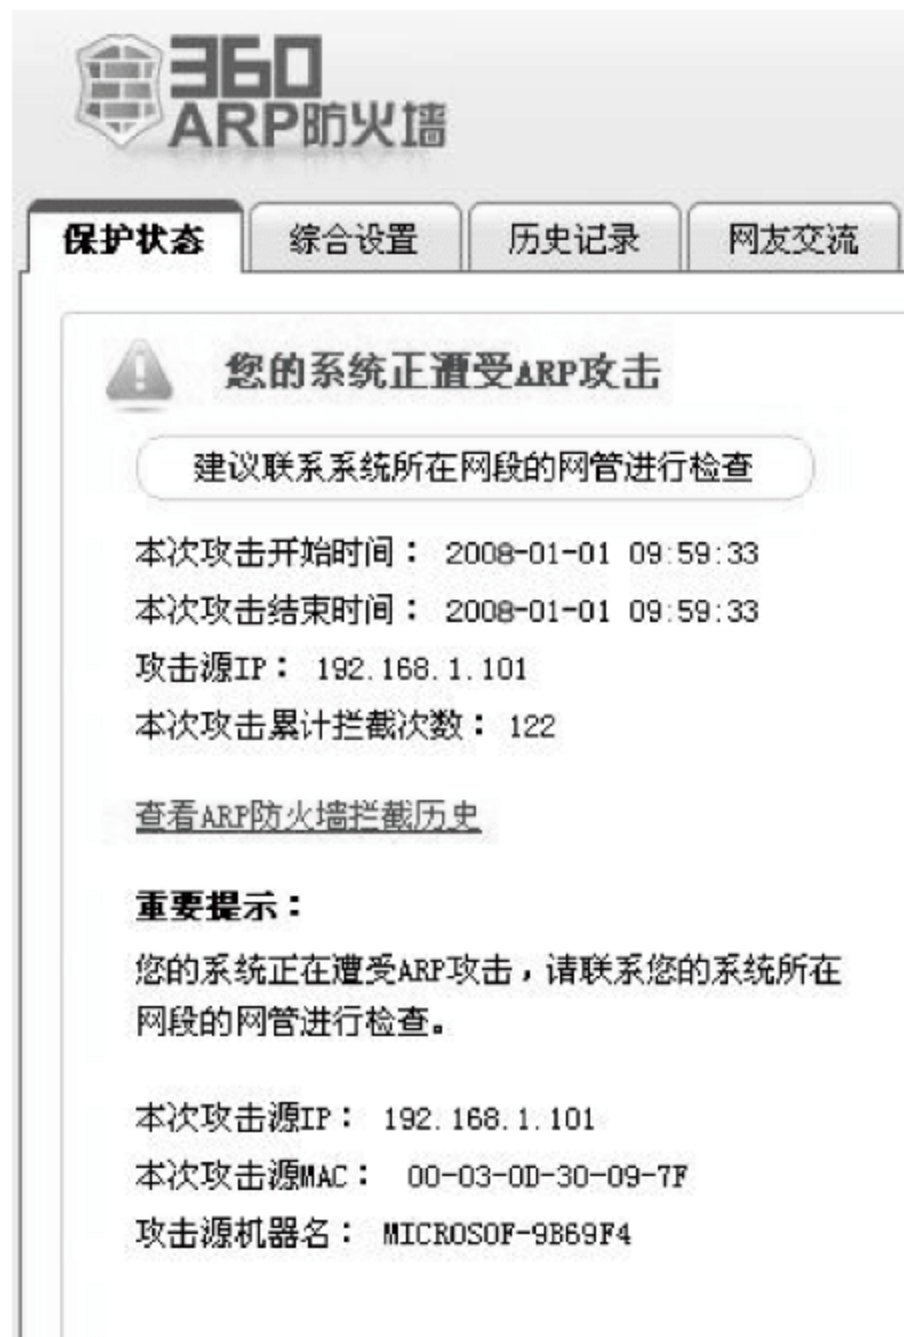 360
ARP防火墙
保护状态 综合设置 历史记录 网友交流
您的系统正遭受ARP攻击
建议联系系统所在网段的网管进行检查
本次攻击开始时间： 2008-01-01 09:59:33
本次攻击结束时间： 2008-01-01 09:59:33
攻击源IP： 192.168.1.101
本次攻击累计拦截次数：122
查看ARP防火墙拦截历史
重要提示：
您的系统正在遭受ARP攻击，请联系您的系统所在
网段的网管进行检查。
本次攻击源IP： 192.168.1.101
本次攻击源MAC： 00-03-0D-30-09-7F
攻击源机器名： MICROSOF-9B69F4